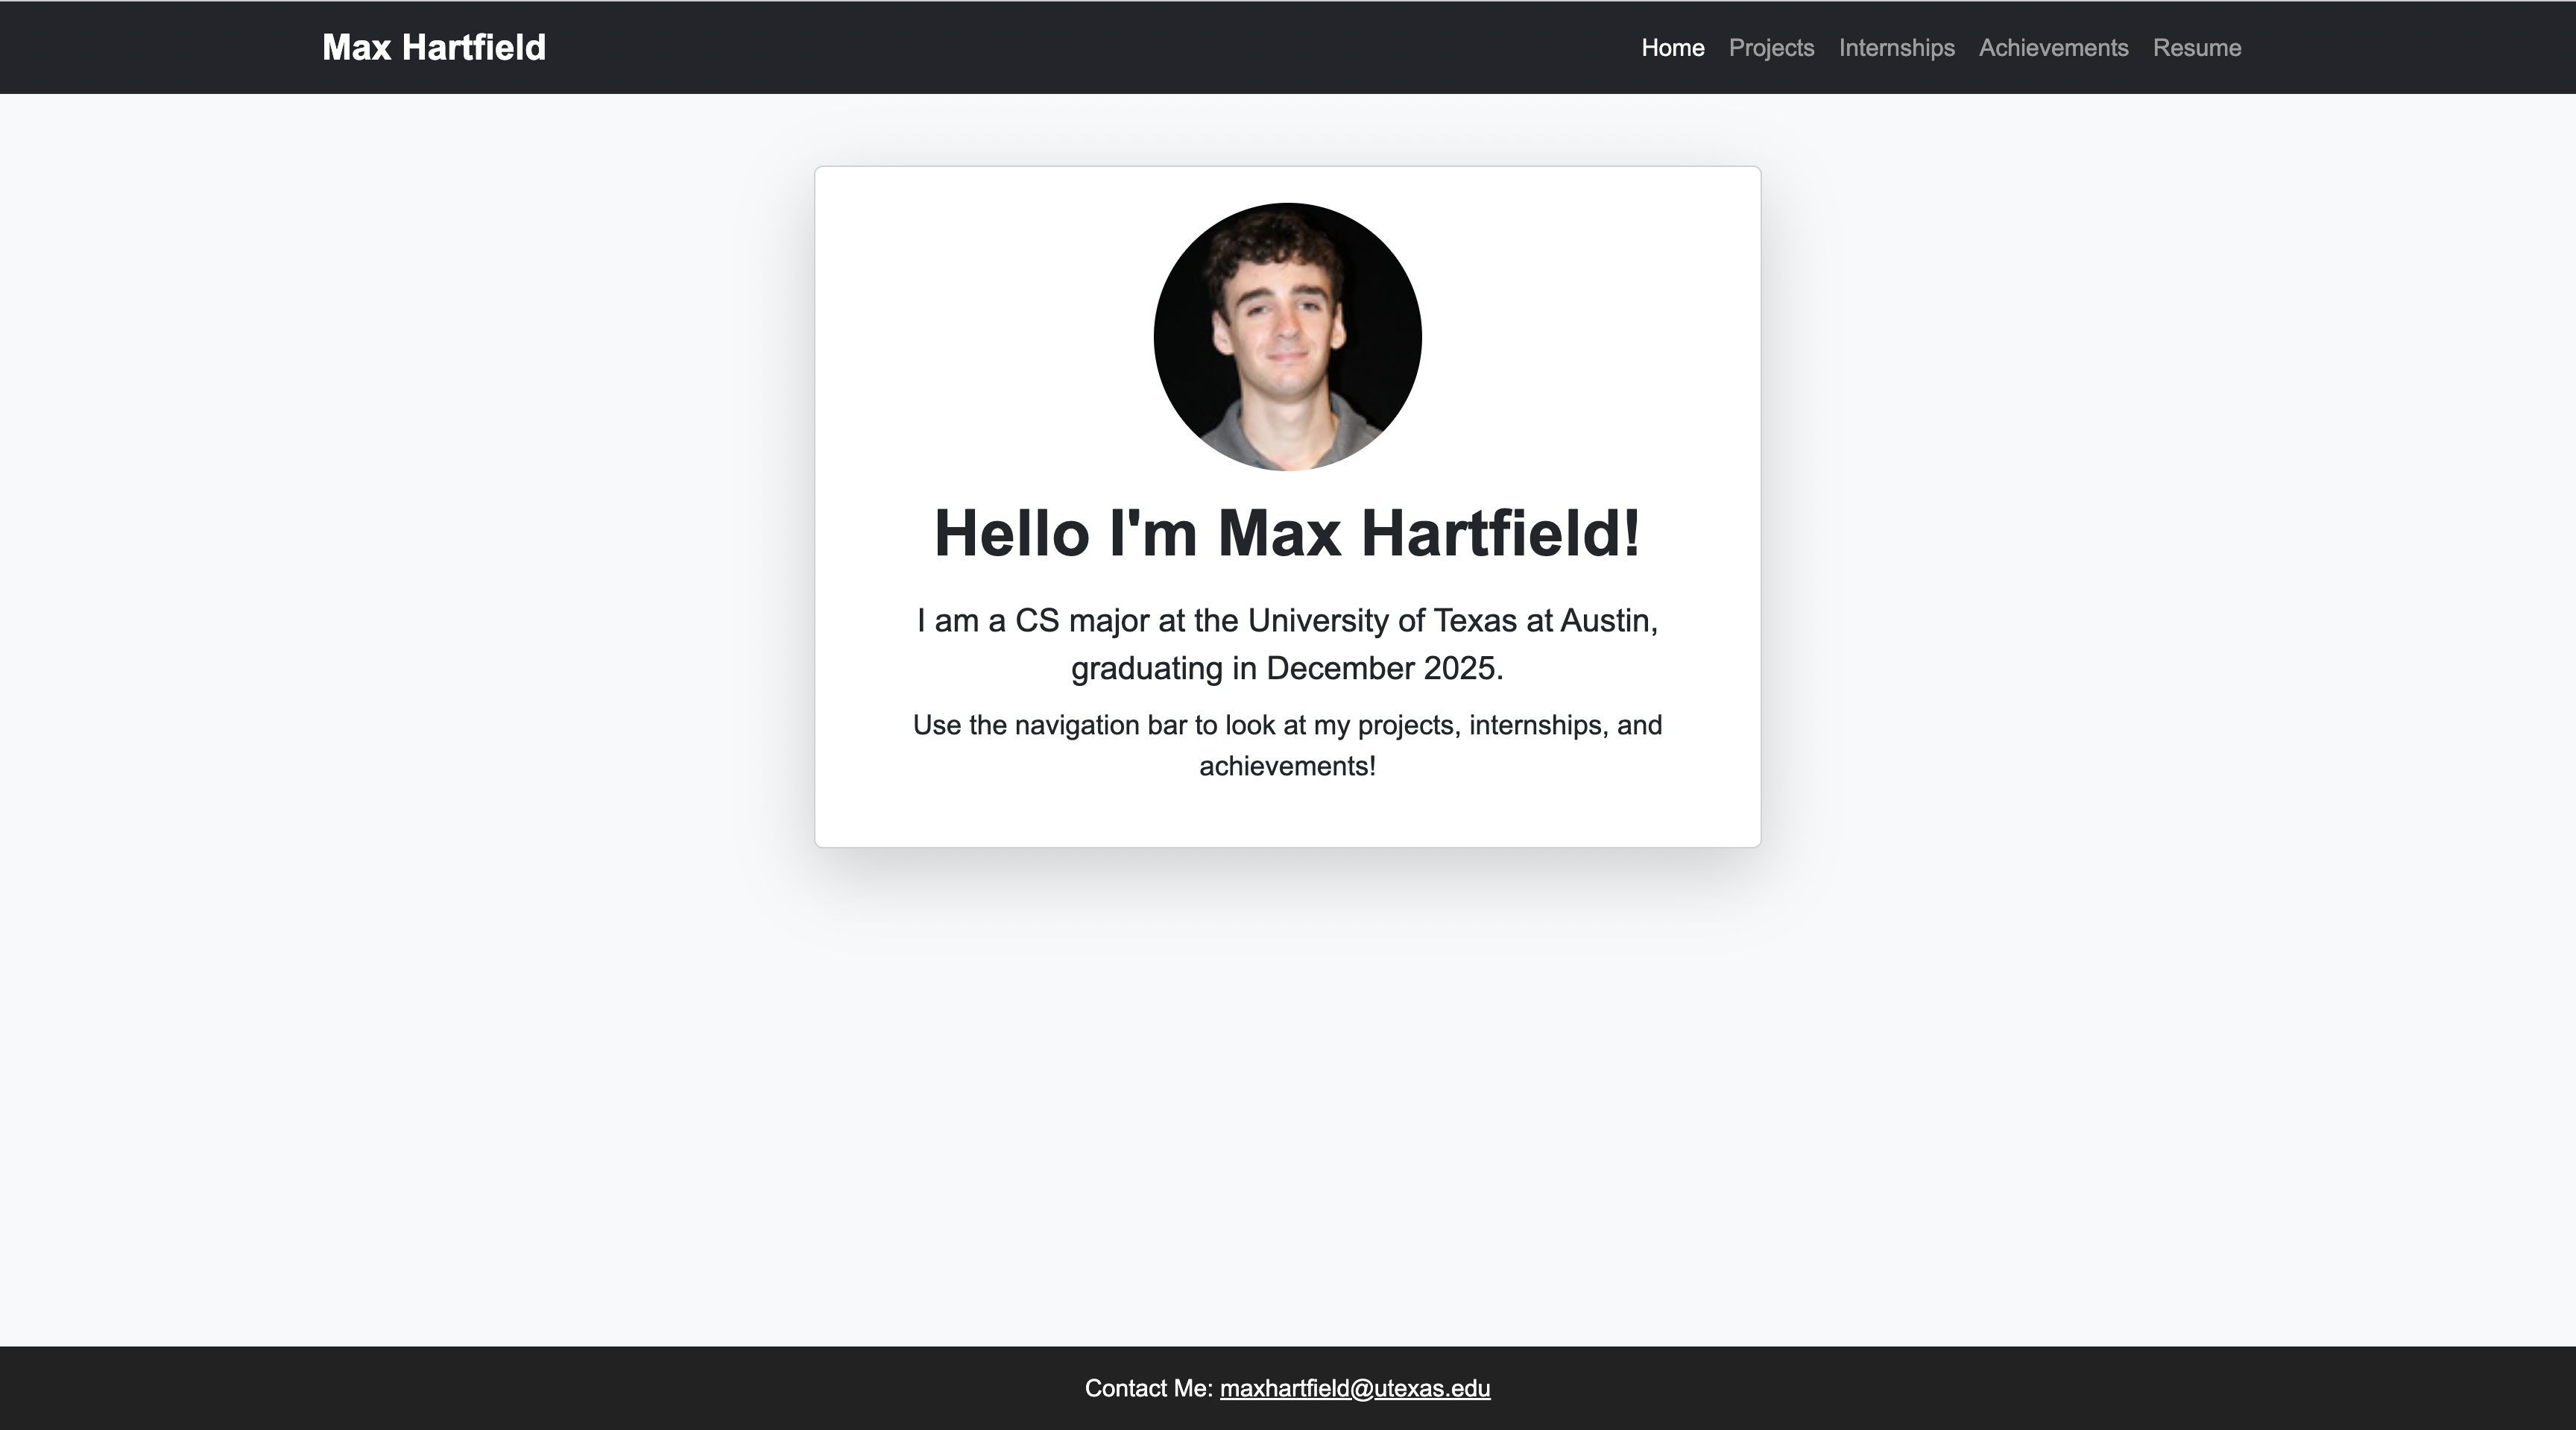 Max Hartfield
Home Projects Internships Achievements Resume
Hello I'm Max Hartfield!
I am a CS major at the University of Texas at Austin,
graduating in December 2025.
Use the navigation bar to look at my projects, internships, and
achievements!
Contact Me: maxhartfield@utexas.edu